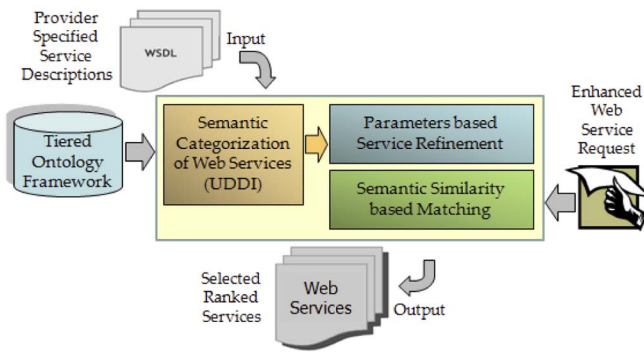 Provider
Specified
Service
Descriptions
WSDL
Input
Tiered
Ontology
Framework
Semantic
Categorization
of Web Services
(UDDI)
Parameters based
Service Refinement
Semantic Similarity
based Matching
Enhanced
Web
Service
Request
Selected
Ranked
Services
Web
Services
Output